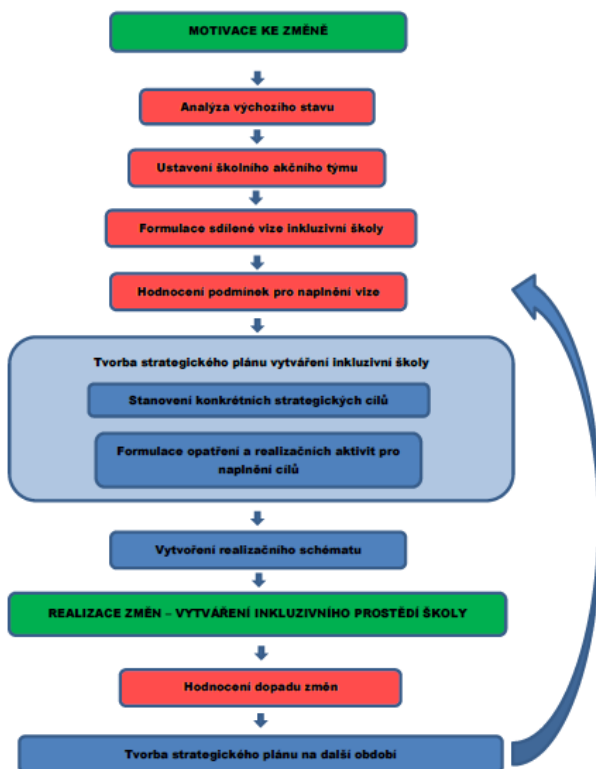 MOTIVACE KE ZMĚNĚ
Analýza výchozího stavu
Ustavení školního akčního týmu
Formulace sdílené vize inkluzivní školy
Hodnocení podmínek pro naplnění vize
Tvorba strategického plánu vytváření inkluzivní školy
Stanovení konkrétních strategických cílů
Formulace opatření a realizačních aktivit pro
naplnění cílů
Vytvoření realizačního schématu
REALIZACE ZMĚN – VYTVÁŘENÍ INKLUZIVNÍHO PROSTĚDÍ ŠKOLY
Hodnocení dopadu změn
Tvorba strategického plánu na další období